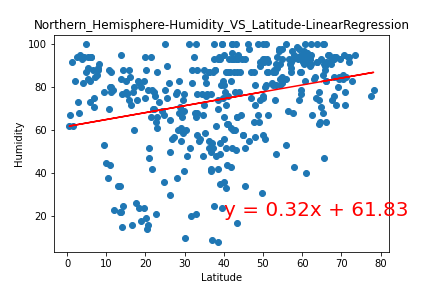 Northern_Hemisphere-Humidity_VS_Latitude-LinearRegression
100
80
60
40
20
Humidity
y = 0.32x + 61.83
0 10 20 30 40 50 60 70 80
Latitude